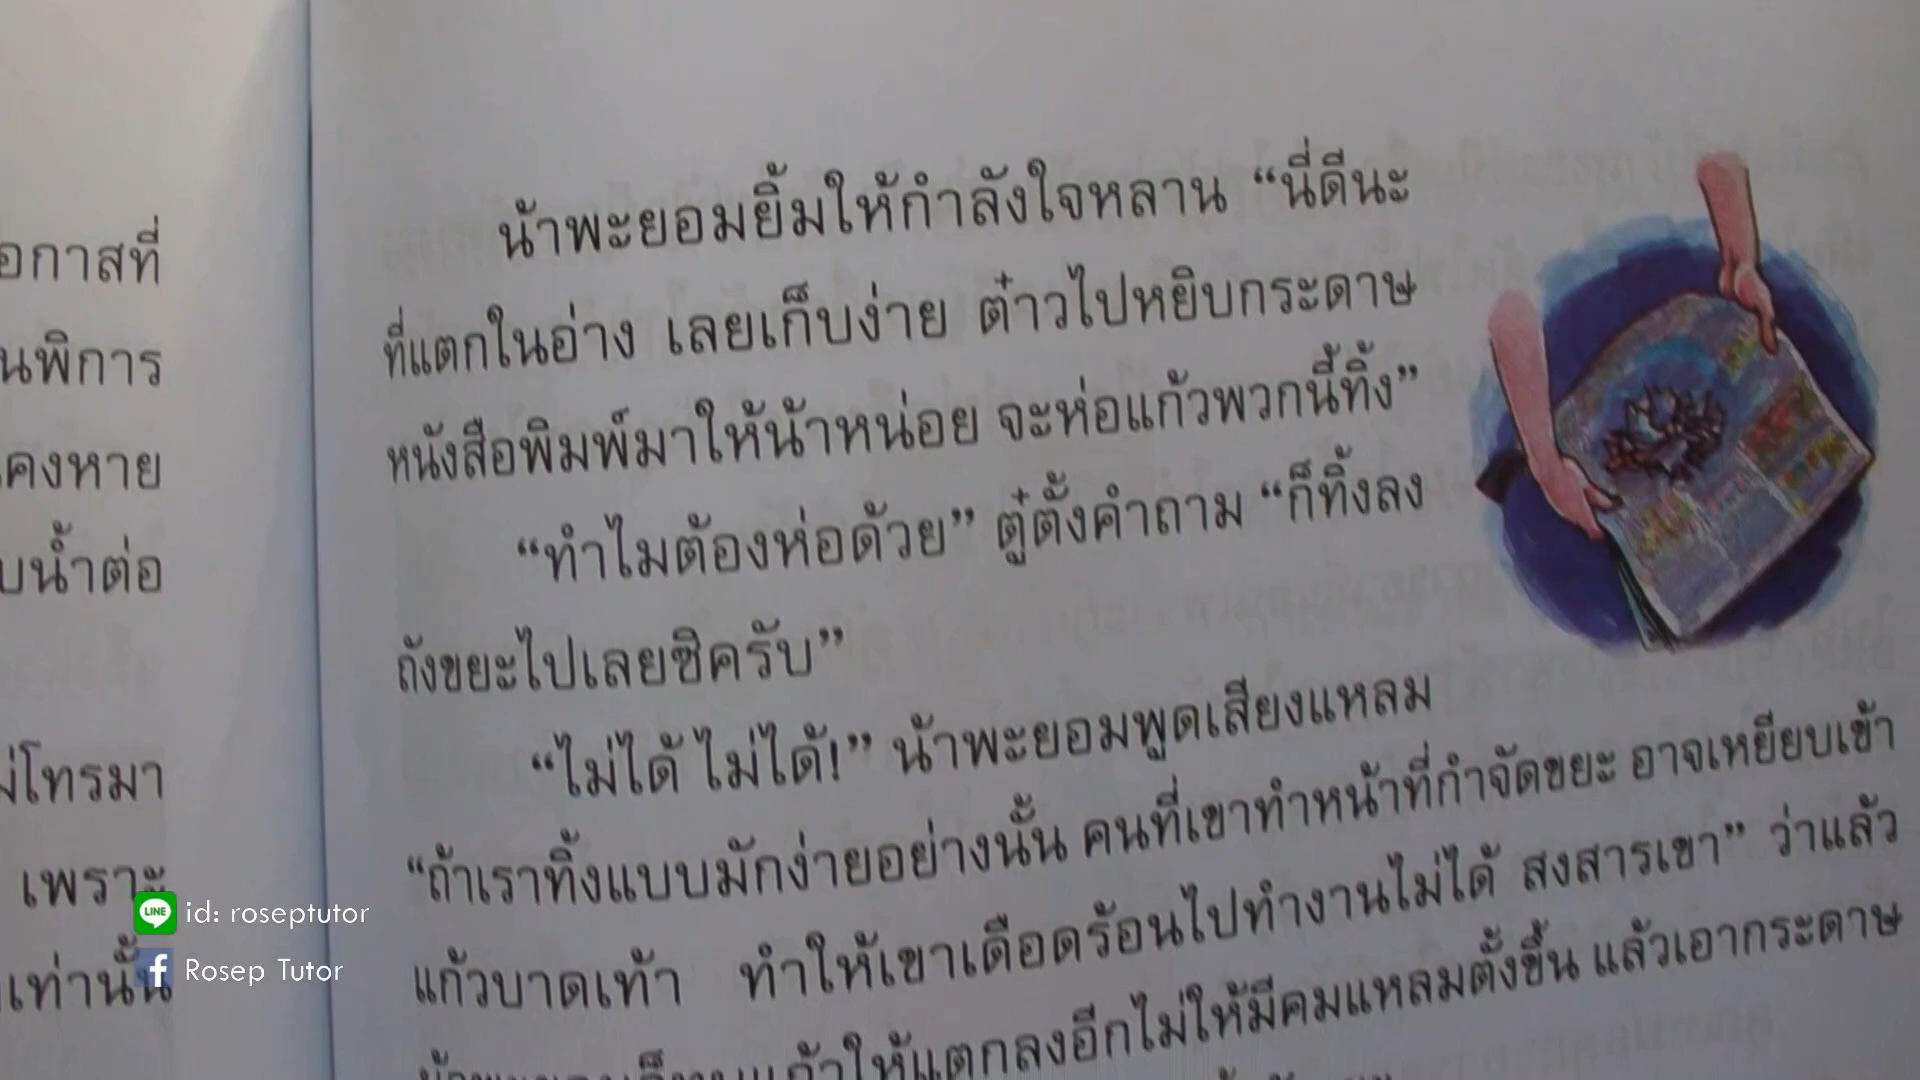 อกาสที่
นพิการ
คงหาย
บน้ำต่อ
โทรมา
เพราะ
เท่านั้น
น้าพะยอมยิ้มให้กำลังใจหลาน “นี่ดีนะ
ที่แตกในอ่าง เลยเก็บง่าย ต๋าวไปหยิบกระดาษ
หนังสือพิมพ์มาให้น้าหน่อย จะห่อแก้วพวกนี้ทิ้ง”
“ทำไมต้องห่อด้วย” ตู๋ตั้งคำถาม “ก็ทิ้งลง
ถังขยะไปเลยซิครับ”
“ไม่ได้ ไม่ได้!” น้าพะยอมพูดเสียงแหลม
“ถ้าเราทิ้งแบบมักง่ายอย่างนั้น คนที่เขาทำหน้าที่กำจัดขยะ อาจเหยียบเข้า
แก้วบาดเท้า ทำให้เขาเดือดร้อนไปทำงานไม่ได้ สงสารเขา” ว่าแล้ว
ให้แตกลงอีกไม่ให้มีคมแหลมตั้งขึ้น แล้วเอากระดาษ
LINE id: roseptutor
f Rosep Tutor